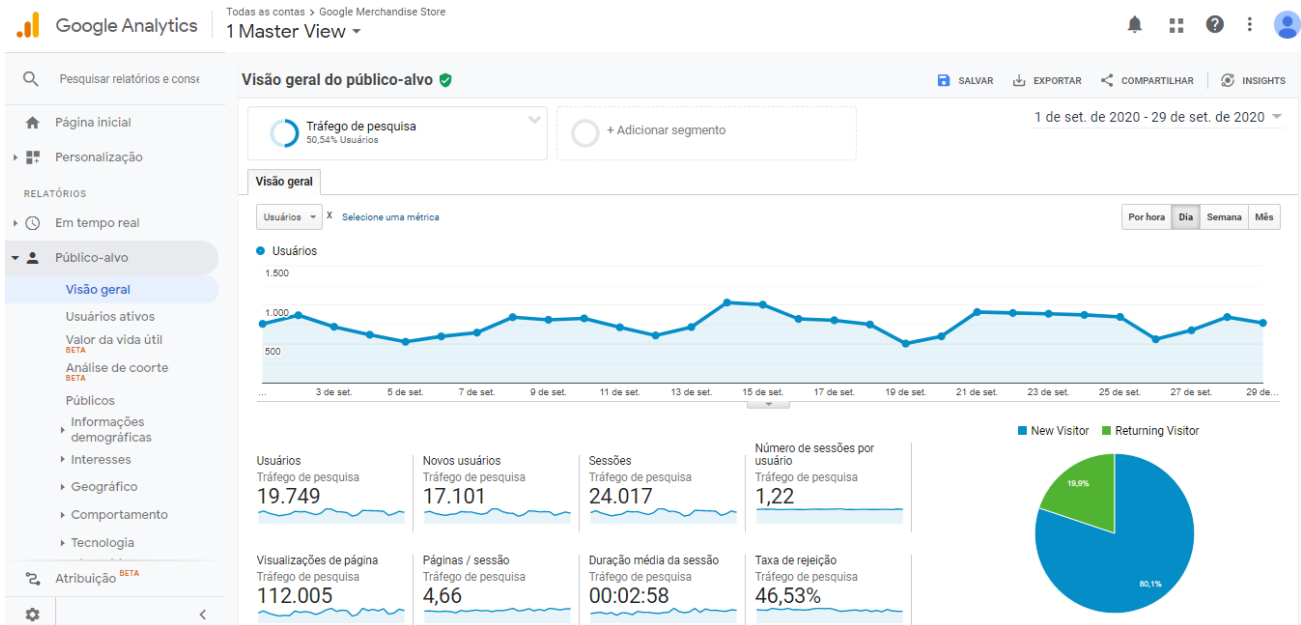 Google Analytics
Todas as contas > Google Merchandise Store
1 Master View
Pesquisar relatórios e conse
Página inicial
Personalização
RELATÓRIOS
Em tempo real
Público-alvo
Visão geral
Usuários ativos
Valor da vida útil
BETA
Análise de coorte
BETA
Públicos
Informações
demográficas
Interesses
Geográfico
Comportamento
Tecnologia
Atribuição BETA
Visão geral do público-alvo
SALVAR
EXPORTAR
COMPARTILHAR
INSIGHTS
Tráfego de pesquisa
50,54% Usuários
+ Adicionar segmento
1 de set. de 2020 - 29 de set. de 2020
Visão geral
Usuários
X
Selecione uma métrica
Por hora
Dia
Semana
Mês
Usuários
1.500
1.000
500
...
3 de set.
5 de set.
7 de set.
9 de set.
11 de set.
13 de set.
15 de set.
17 de set.
19 de set.
21 de set.
23 de set.
25 de set.
27 de set.
29 de...
Usuários
Tráfego de pesquisa
19.749
Novos usuários
Tráfego de pesquisa
17.101
Sessões
Tráfego de pesquisa
24.017
Número de sessões por
usuário
Tráfego de pesquisa
1,22
Visualizações de página
Tráfego de pesquisa
112.005
Páginas / sessão
Tráfego de pesquisa
4,66
Duração média da sessão
Tráfego de pesquisa
00:02:58
Taxa de rejeição
Tráfego de pesquisa
46,53%
New Visitor
Returning Visitor
19,9%
80,1%